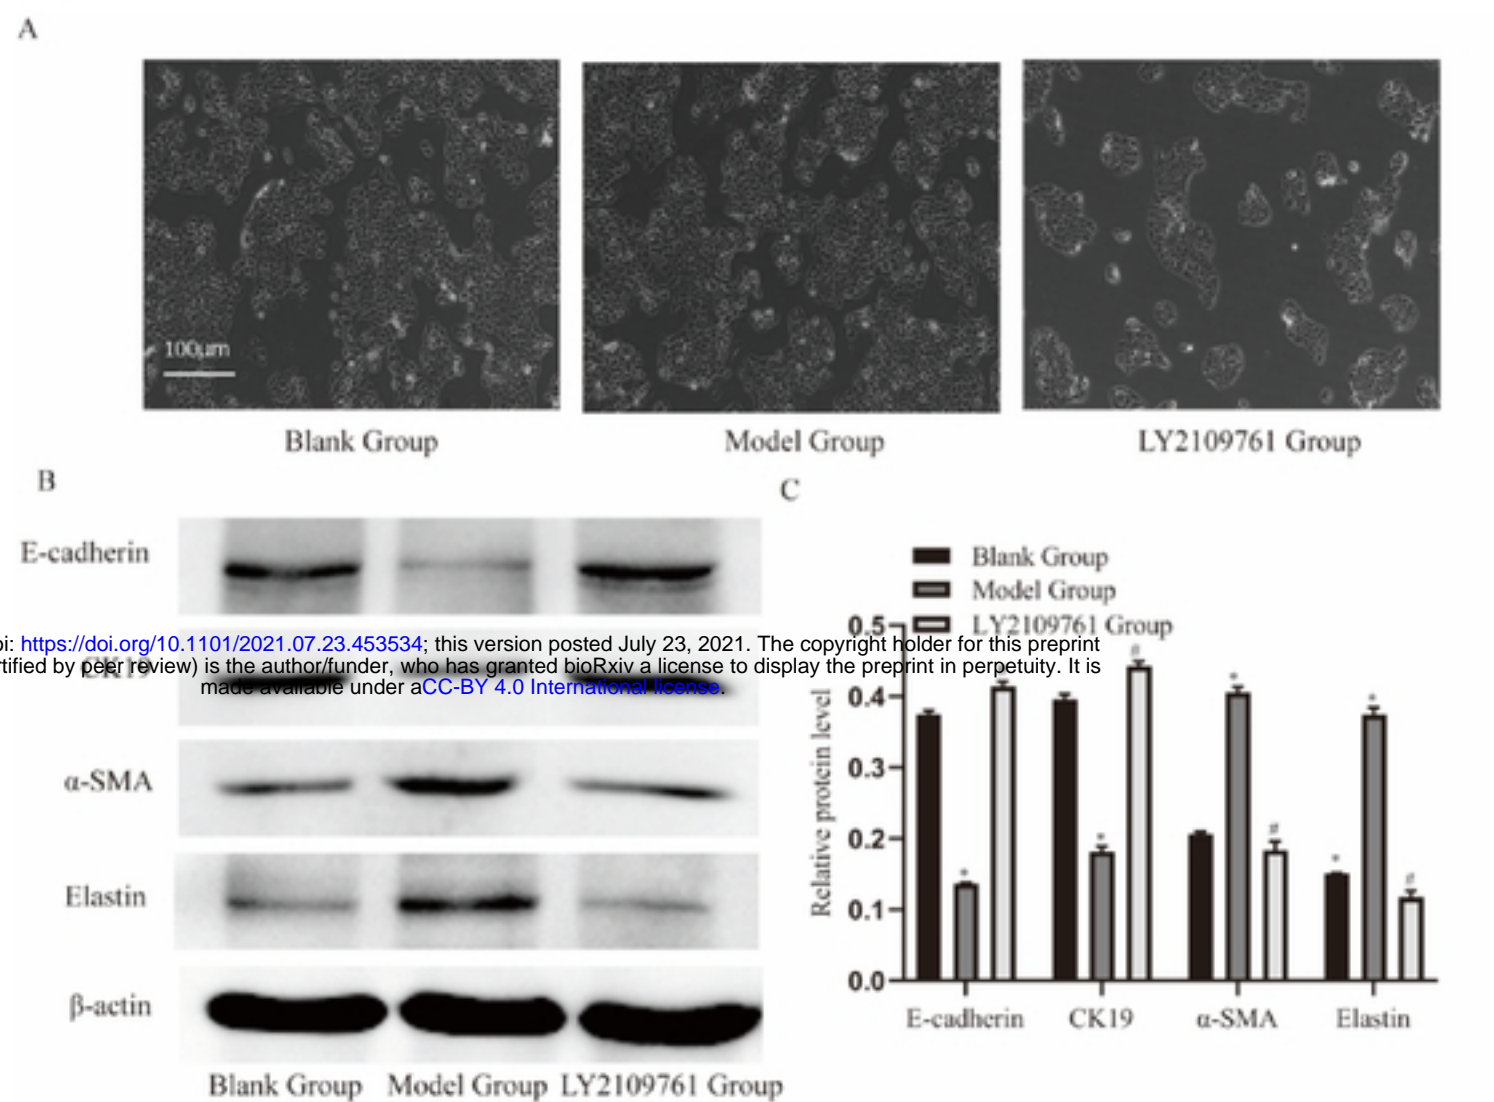 A
100μm
Blank Group
Model Group
LY2109761 Group
B
C
E-cadherin
Blank Group
Model Group
0.5
LY2109761 Group
oi: https://doi.org/10.1101/2021.07.23.453534; this version posted July 23, 2021. The copyright holder for this preprint
#
CK19
rtified by peer review) is the author/funder, who has granted bioRxiv a license to display the preprint in perpetuity. It is
made available under aCC-BY 4.0 International license.
*
*
0.4
α-SMA
0.3
Relative protein level
0.2
*
#
*
*
#
Elastin
0.1
0.0
β-actin
E-cadherin
CK19
α-SMA
Elastin
Blank Group
Model Group
LY2109761 Group